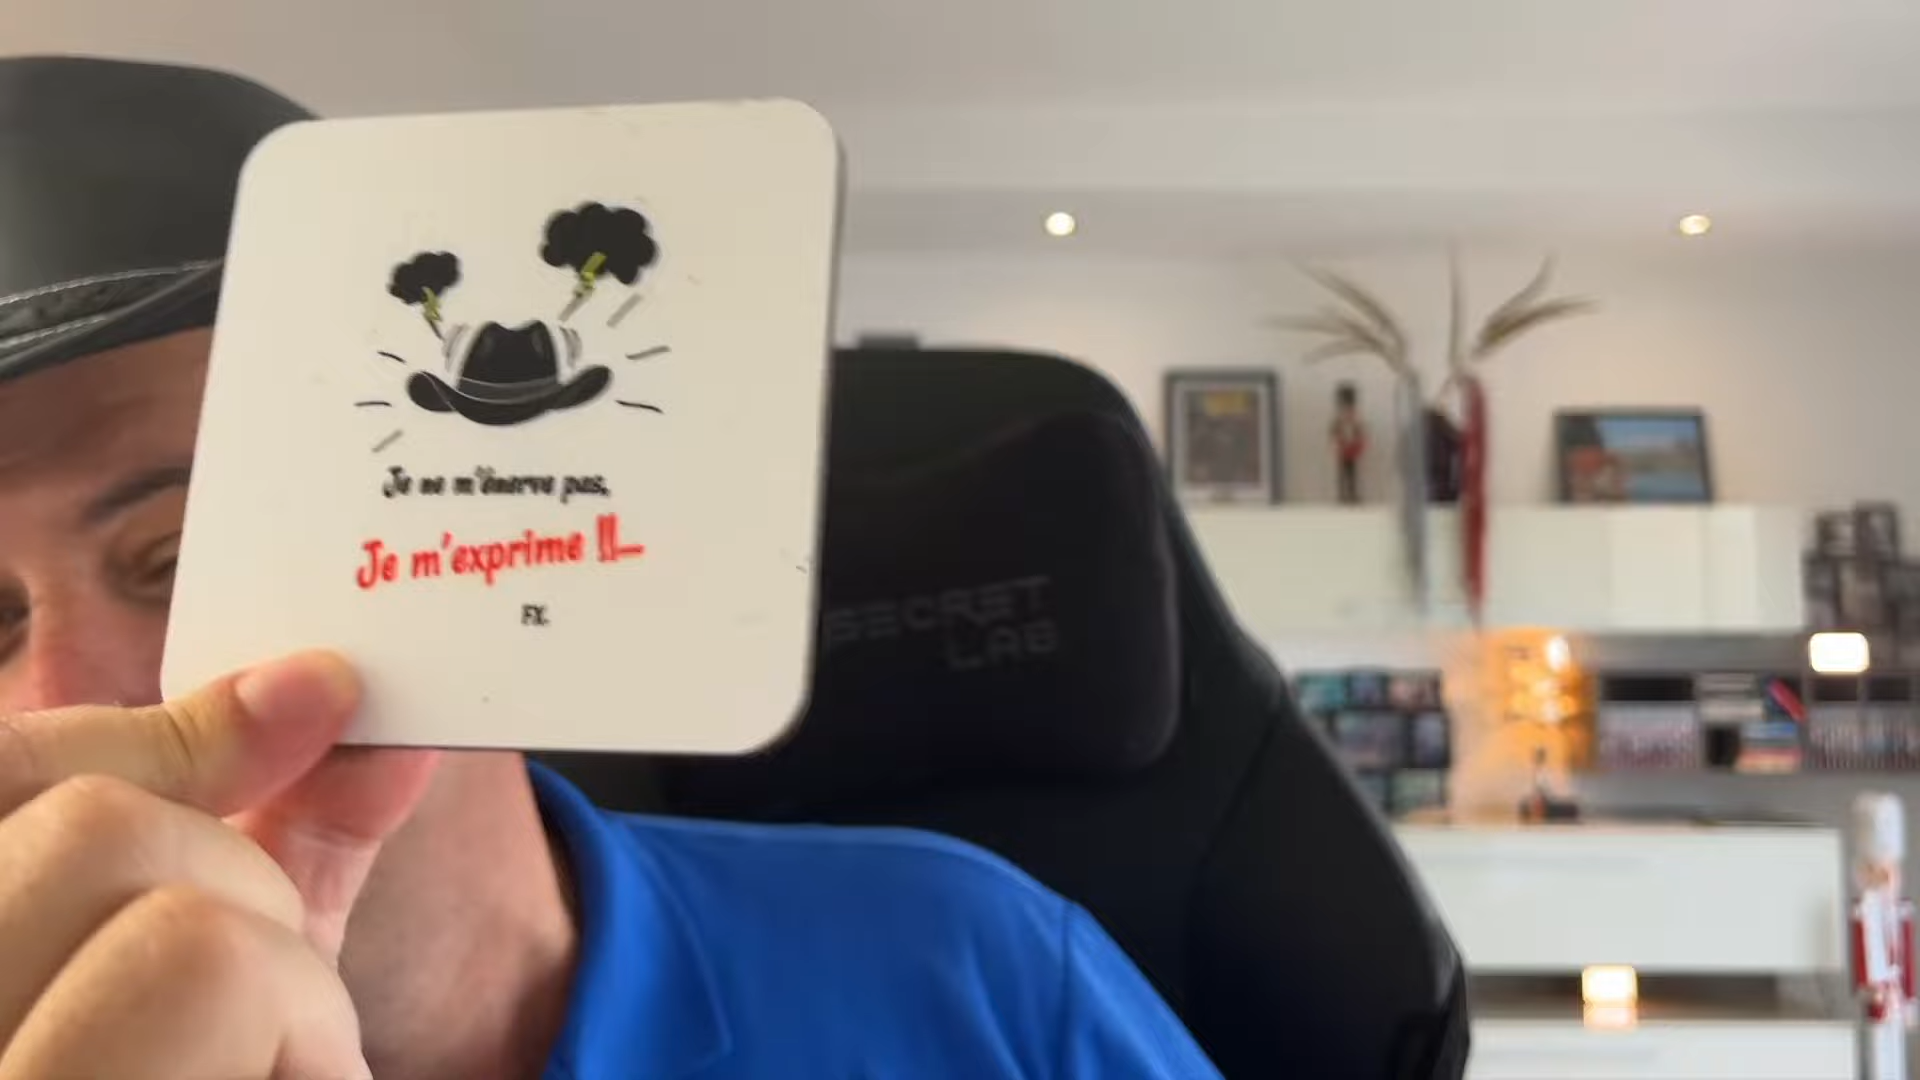 Je ne m'énerve pas,
Je m'exprime !!...
FX.
SECRET
LAB